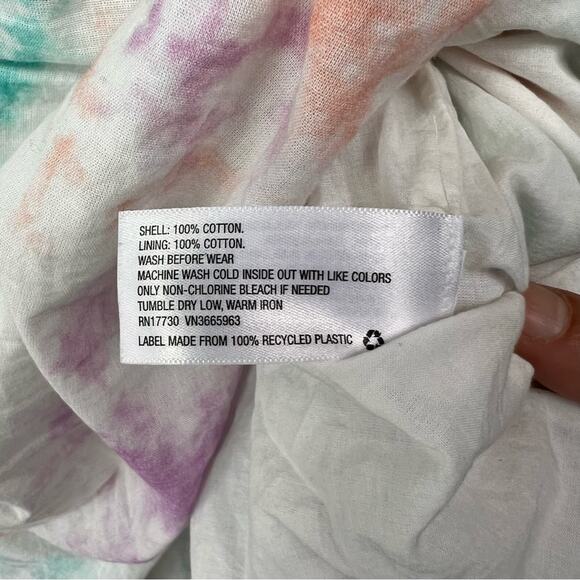 SHELL: 100% COTTON.
LINING: 100% COTTON.
WASH BEFORE WEAR
MACHINE WASH COLD INSIDE OUT WITH LIKE COLORS
ONLY NON-CHLORINE BLEACH IF NEEDED
TUMBLE DRY LOW, WARM IRON
RN17730 VN3665963
LABEL MADE FROM 100% RECYCLED PLASTIC